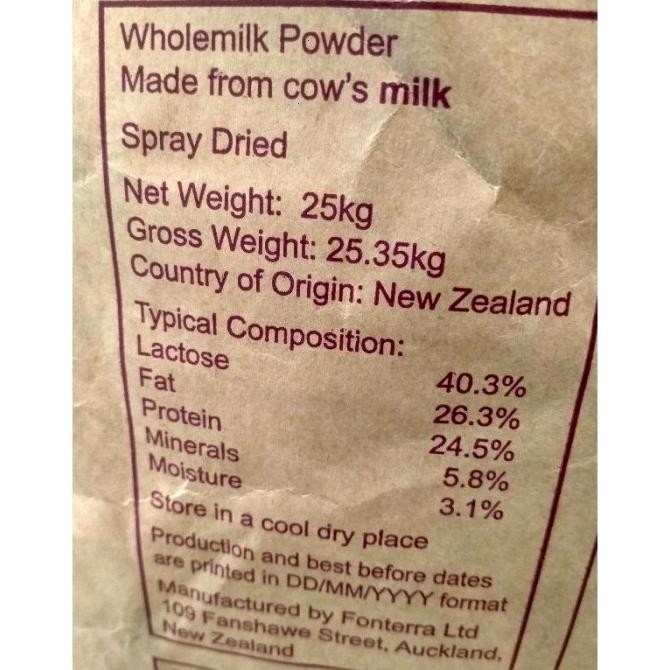 Wholemilk Powder
Made from cow's milk
Spray Dried
Net Weight: 25kg
Gross Weight: 25.35kg
Country of Origin: New Zealand
Typical Composition:
Lactose 40.3%
Fat 26.3%
Protein 24.5%
Minerals 5.8%
Moisture 3.1%
Store in a cool dry place
Production and best before dates
are printed in DD/MM/YYYY format
Manufactured by Fonterra Ltd
109 Fanshawe Street, Auckland,
New Zealand